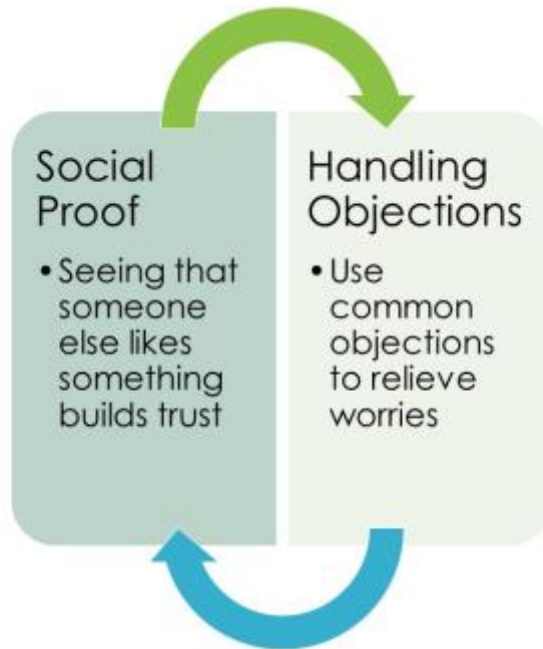 Social
Proof
• Seeing that
someone
else likes
something
builds trust
Handling
Objections
• Use
common
objections
to relieve
worries